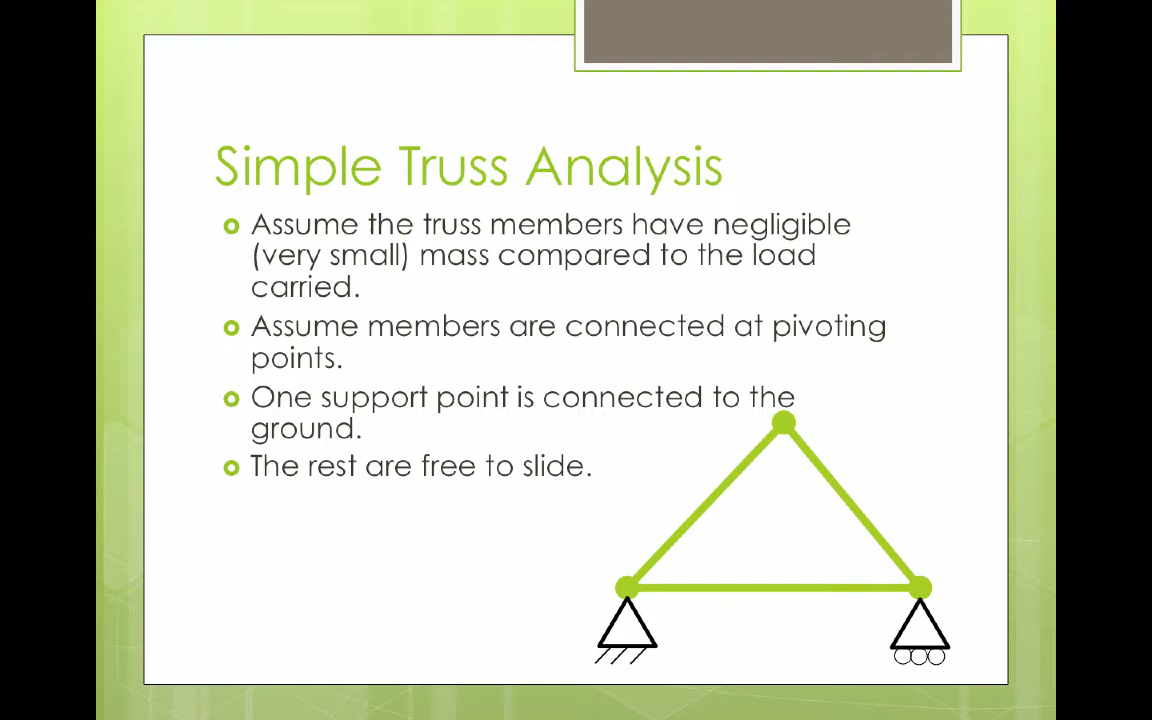 Simple Truss Analysis
Assume the truss members have negligible
(very small) mass compared to the load
carried.
Assume members are connected at pivoting
points.
One support point is connected to the
ground.
The rest are free to slide.